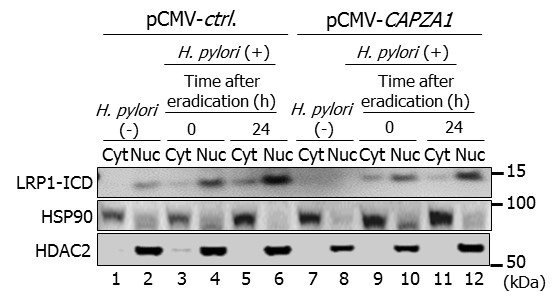 pCMV-ctrl. pCMV-CAPZA1
H. pylori (+) H. pylori (+)
Time after Time after
H. pylori eradication (h) H. pylori eradication (h)
(-) 0 24 (-) 0 24
Cyt Nuc Cyt Nuc Cyt Nuc Cyt Nuc Cyt Nuc Cyt Nuc
LRP1-ICD 15
HSP90 100
HDAC2 50
1 2 3 4 5 6 7 8 9 10 11 12 (kDa)